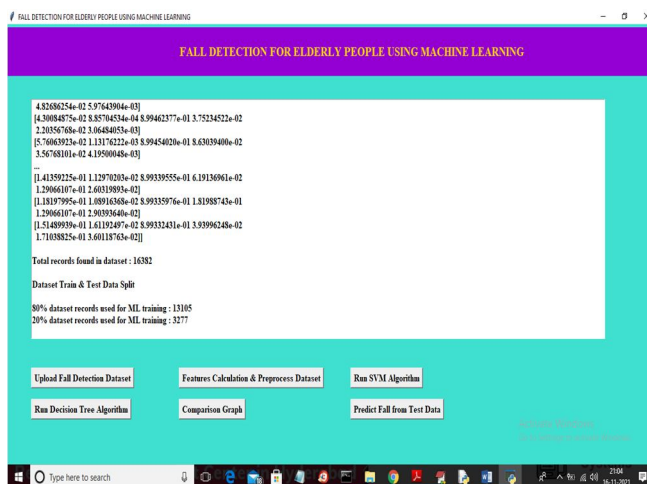 FALL DETECTION FOR ELDERLY PEOPLE USING MACHINE LEARNING
FALL DETECTION FOR ELDERLY PEOPLE USING MACHINE LEARNING
4.82686254e-02 5.97643904e-03]
[4.30084875e-02 8.85704534e-04 8.99462377e-01 3.75234522e-02
2.20356768e-02 3.06484053e-03]
[5.76063923e-02 1.13176222e-03 8.99454020e-01 8.63039400e-02
3.56768101e-02 4.19500048e-03]
...
[1.41359225e-01 1.12970203e-02 8.99339555e-01 6.19136961e-02
1.29066107e-01 2.60319893e-02]
[1.18197995e-01 1.08916368e-02 8.99335976e-01 1.81988743e-01
1.29066107e-01 2.90393640e-02]
[1.51489939e-01 1.61192497e-02 8.99332431e-01 3.93996248e-02
1.71038825e-01 3.60118763e-02]]
Total records found in dataset : 16382
Dataset Train & Test Data Split
80% dataset records used for ML training : 13105
20% dataset records used for ML training : 3277
Upload Fall Detection Dataset
Features Calculation & Preprocess Dataset
Run SVM Algorithm
Run Decision Tree Algorithm
Comparison Graph
Predict Fall from Test Data
Activate Windows
Type here to search
21:04
16-11-2021